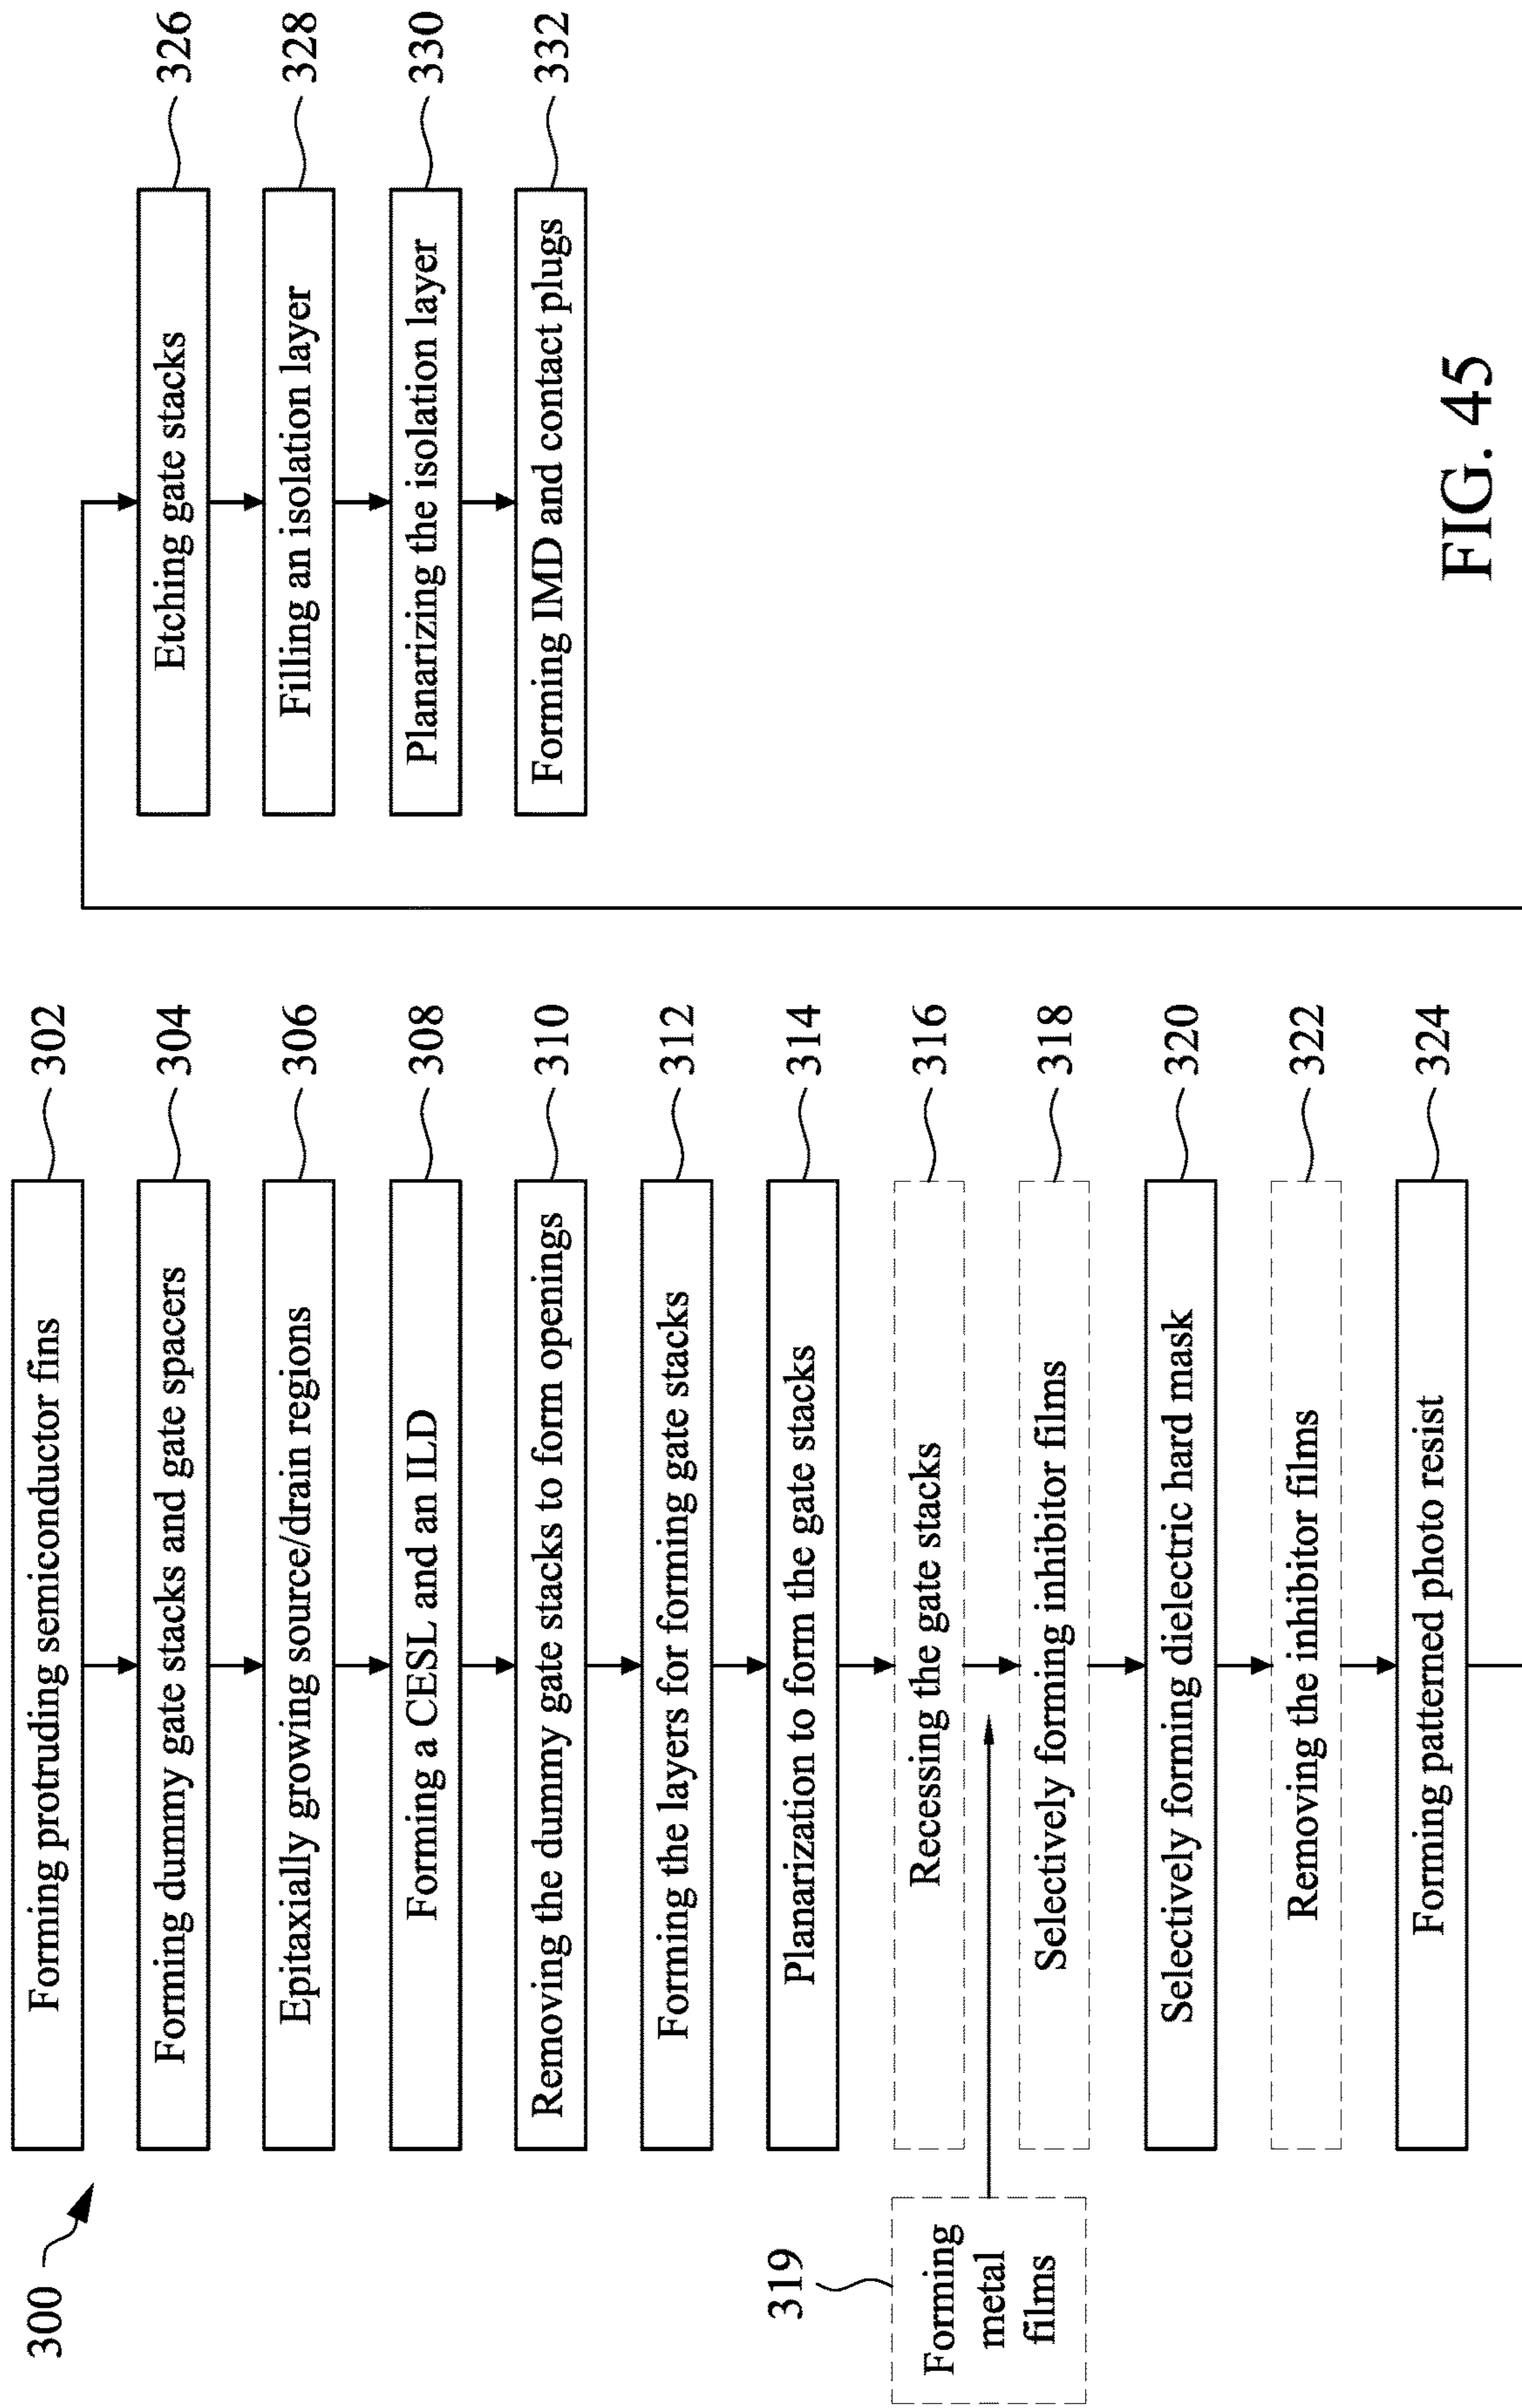 300
Forming protruding semiconductor fins 302
Forming dummy gate stacks and gate spacers 304
Epitaxially growing source/drain regions 306
Forming a CESL and an ILD 308
Removing the dummy gate stacks to form openings 310
Forming the layers for forming gate stacks 312
Planarization to form the gate stacks 314
Recessing the gate stacks 316
319
Forming
metal
films
Selectively forming inhibitor films 318
Selectively forming dielectric hard mask 320
Removing the inhibitor films 322
Forming patterned photo resist 324
Etching gate stacks 326
Filling an isolation layer 328
Planarizing the isolation layer 330
Forming IMD and contact plugs 332
FIG. 45